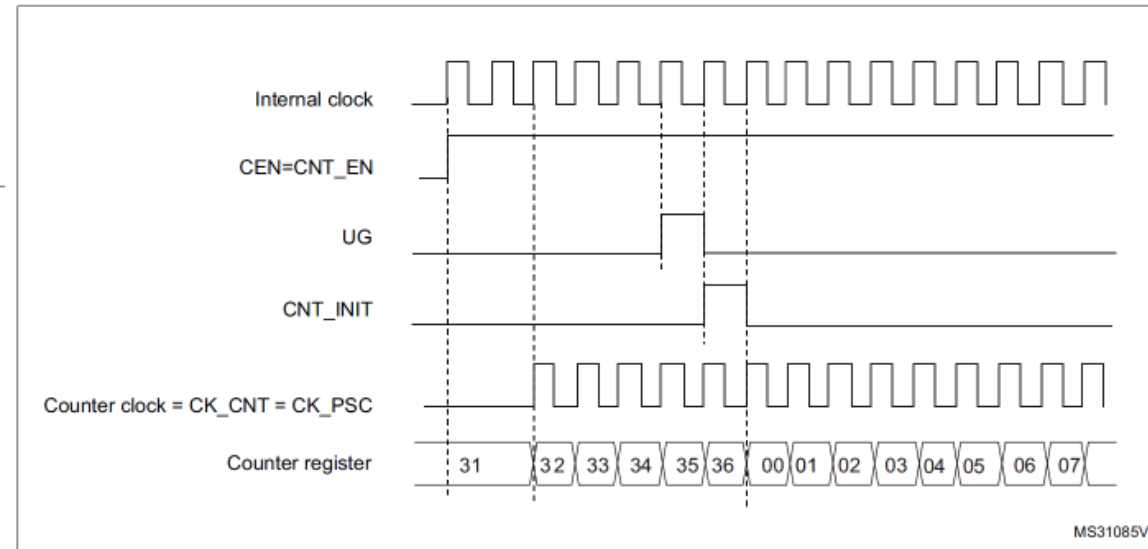 Internal clock
CEN=CNT_EN
UG
CNT_INIT
Counter clock = CK_CNT = CK_PSC
Counter register 31 32 33 34 35 36 00 01 02 03 04 05 06 07
MS31085V